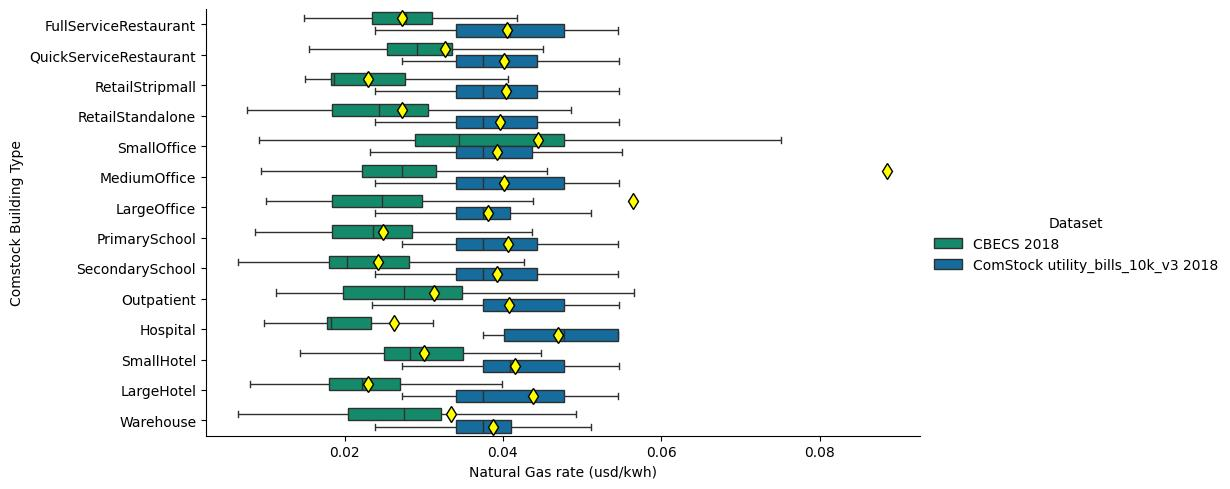 Comstock Building Type
FullServiceRestaurant
QuickServiceRestaurant
RetailStripmall
RetailStandalone
SmallOffice
MediumOffice
LargeOffice
PrimarySchool
SecondarySchool
Outpatient
Hospital
SmallHotel
LargeHotel
Warehouse
0.02 0.04 0.06 0.08
Natural Gas rate (usd/kwh)
Dataset
CBECS 2018
ComStock utility_bills_10k_v3 2018